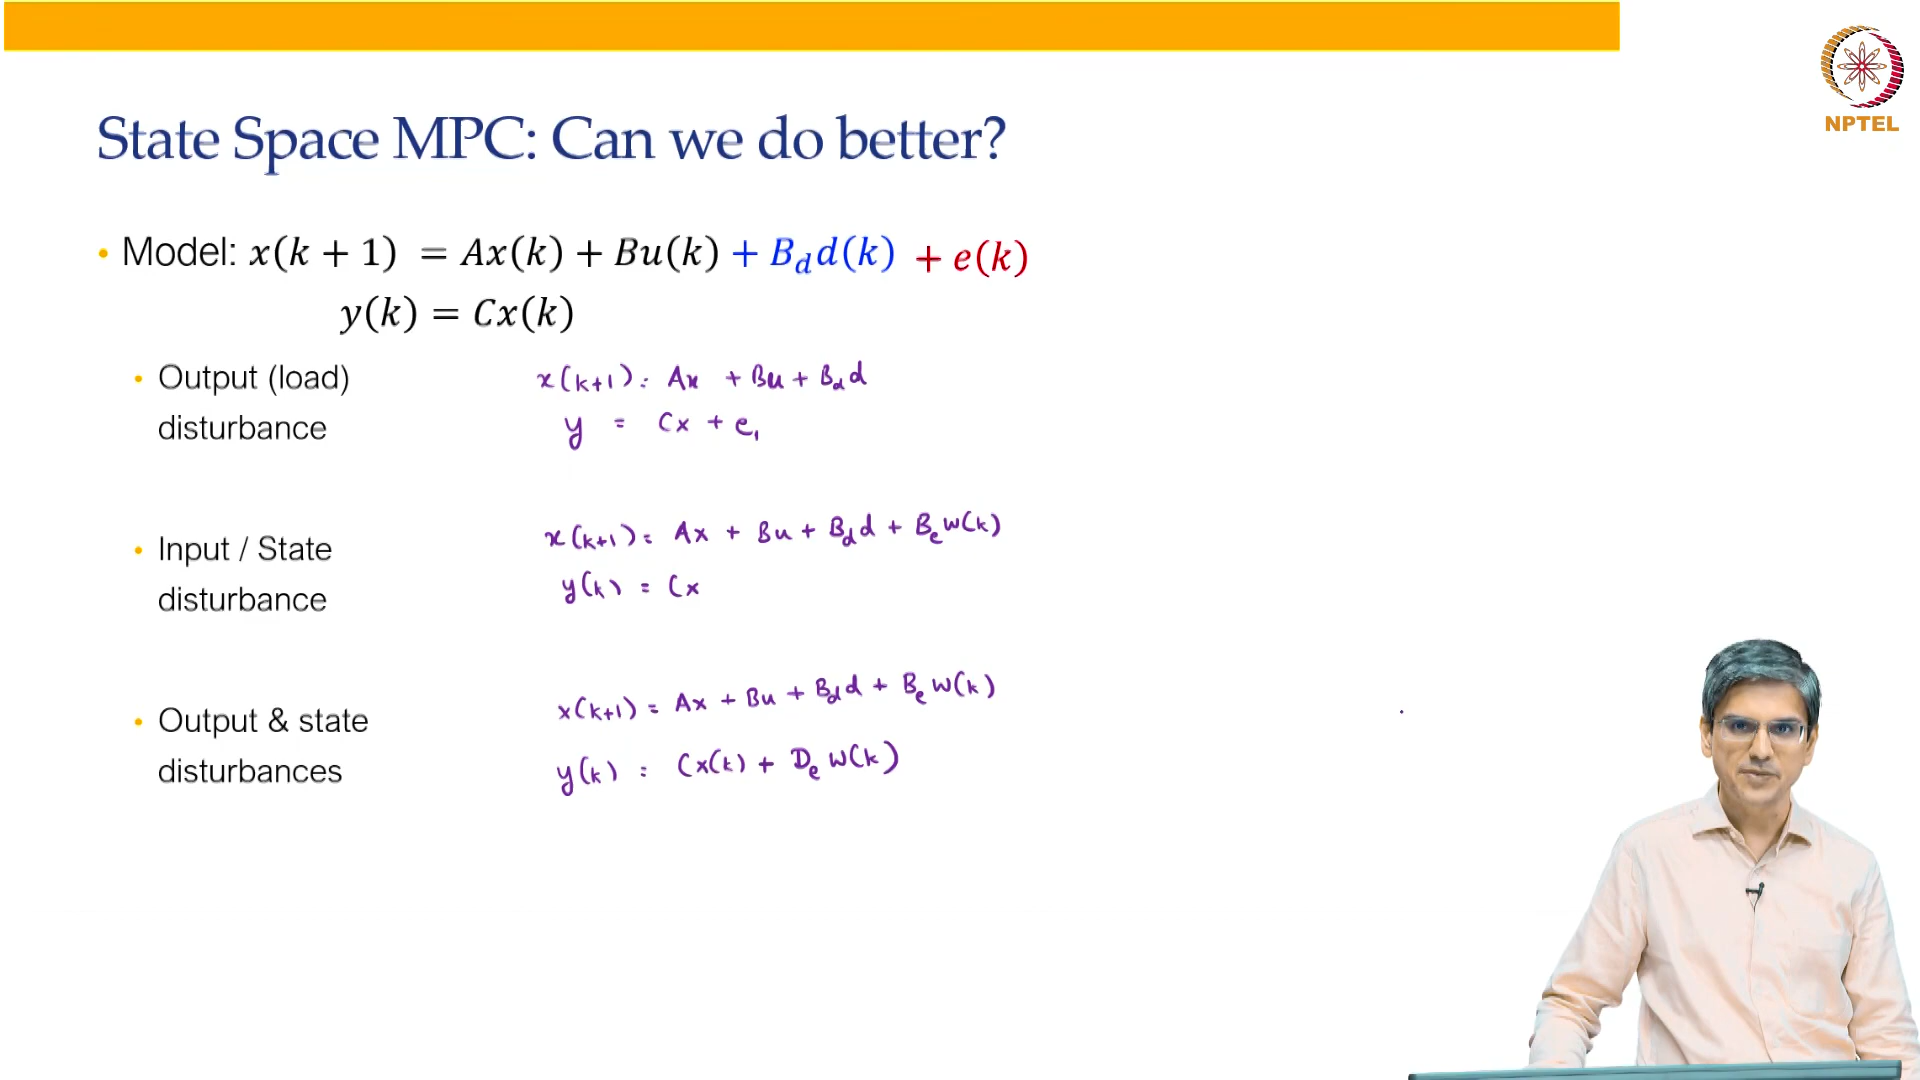 NPTEL
State Space MPC: Can we do better?
• Model: x(k + 1) = Ax(k) + Bu(k) + B_d d(k) + e(k)
y(k) = Cx(k)
• Output (load)
disturbance
x(k+1) = Ax + Bu + B_d d
y = Cx + e_1
• Input / State
disturbance
x(k+1) = Ax + Bu + B_d d + B_e w(k)
y(k) = Cx
• Output & state
disturbances
x(k+1) = Ax + Bu + B_d d + B_e w(k)
y(k) = Cx(k) + D_e w(k)